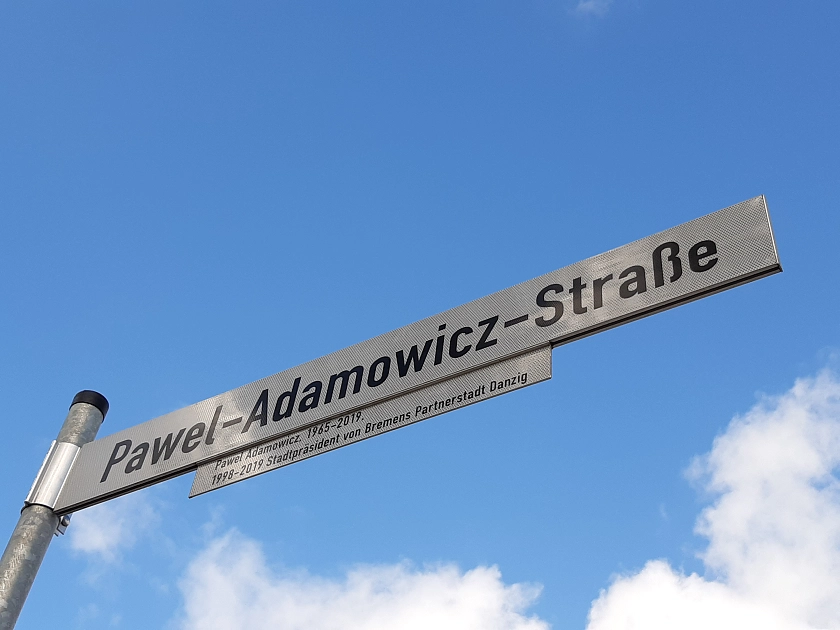 Pawel-Adamowicz-Straße
Pawel Adamowicz, 1965-2019,
1998-2019 Stadtpräsident von Bremens Partnerstadt Danzig